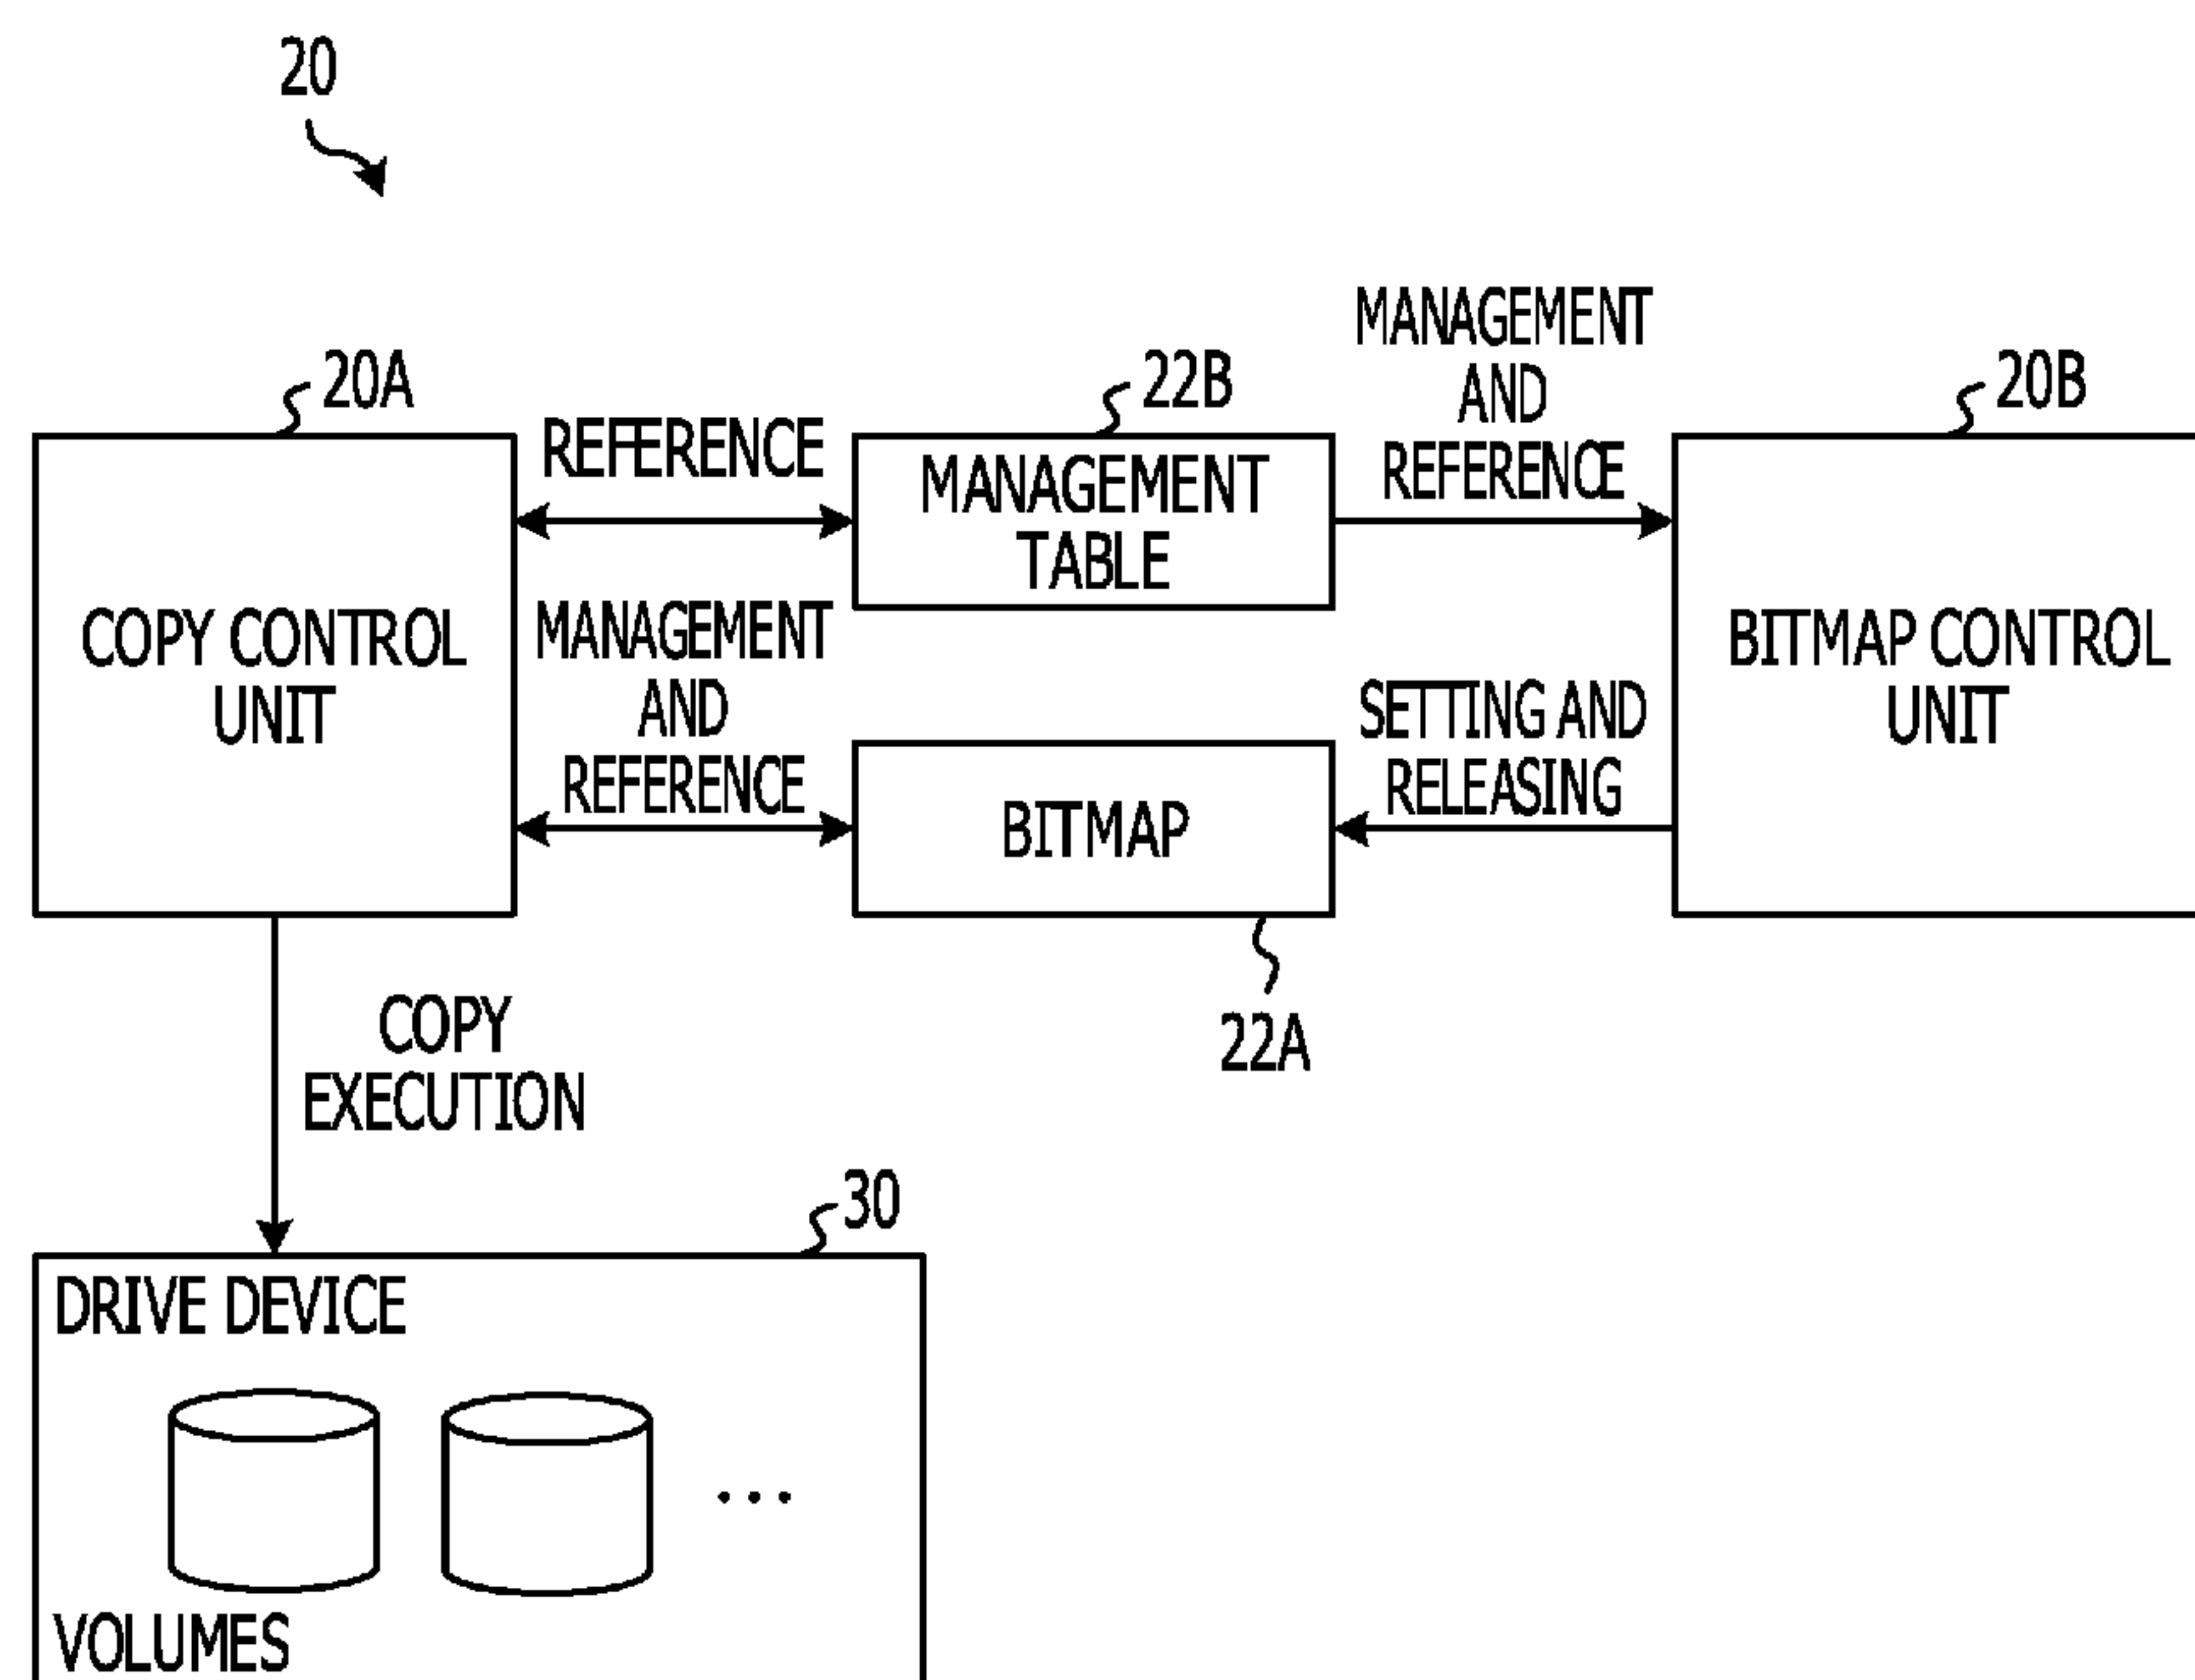 20
20A
22B
20B
MANAGEMENT
AND
REFERENCE
REFERENCE
MANAGEMENT
TABLE
COPY CONTROL
UNIT
MANAGEMENT
AND
REFERENCE
BITMAP CONTROL
UNIT
SETTING AND
RELEASING
BITMAP
22A
COPY
EXECUTION
30
DRIVE DEVICE
...
VOLUMES